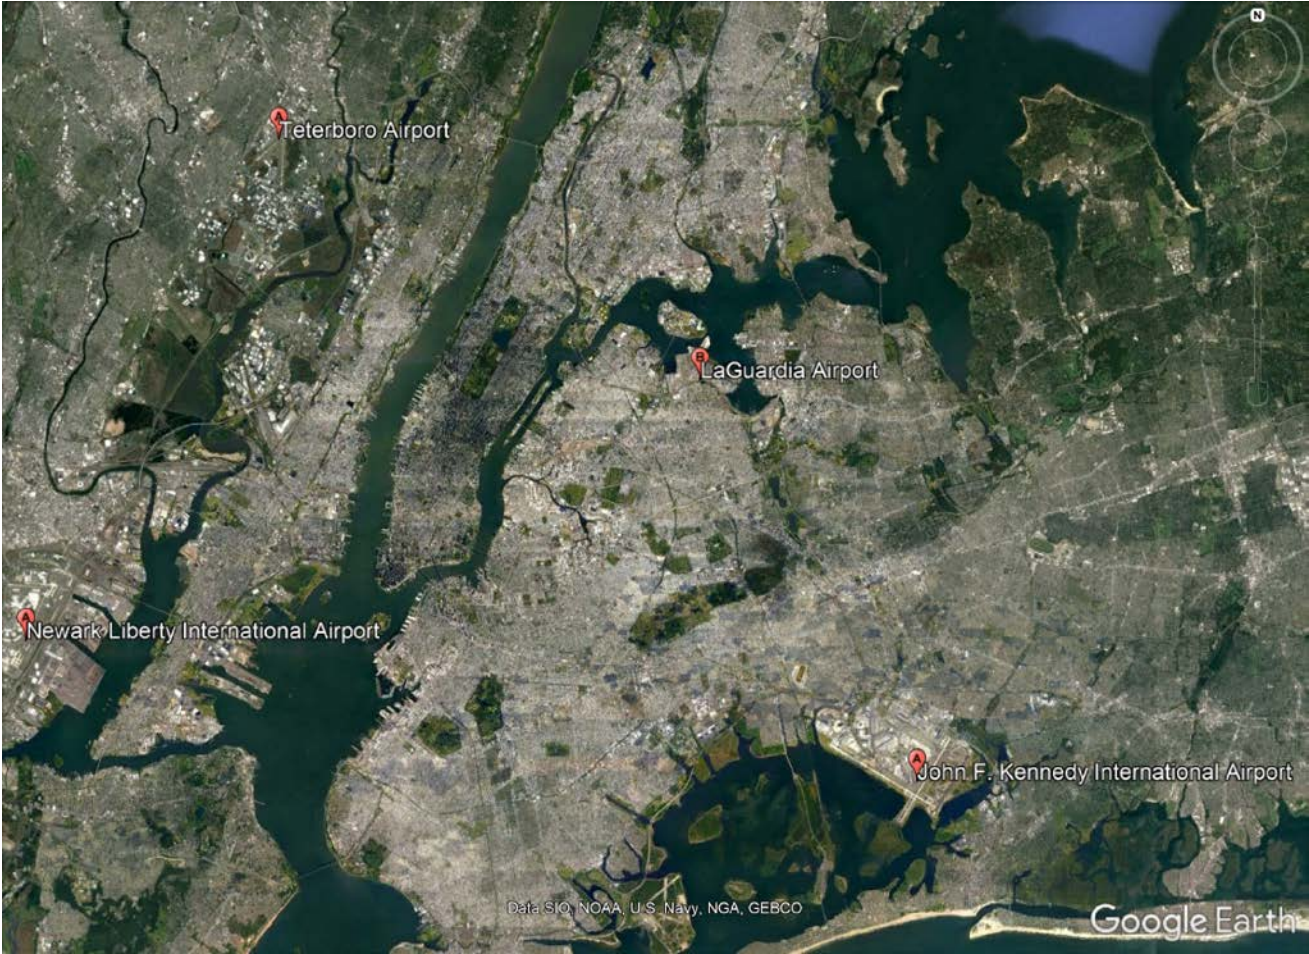 N
A
Teterboro Airport
B
LaGuardia Airport
A
Newark Liberty International Airport
A
John F. Kennedy International Airport
Data SIO, NOAA, U.S. Navy, NGA, GEBCO
Google Earth